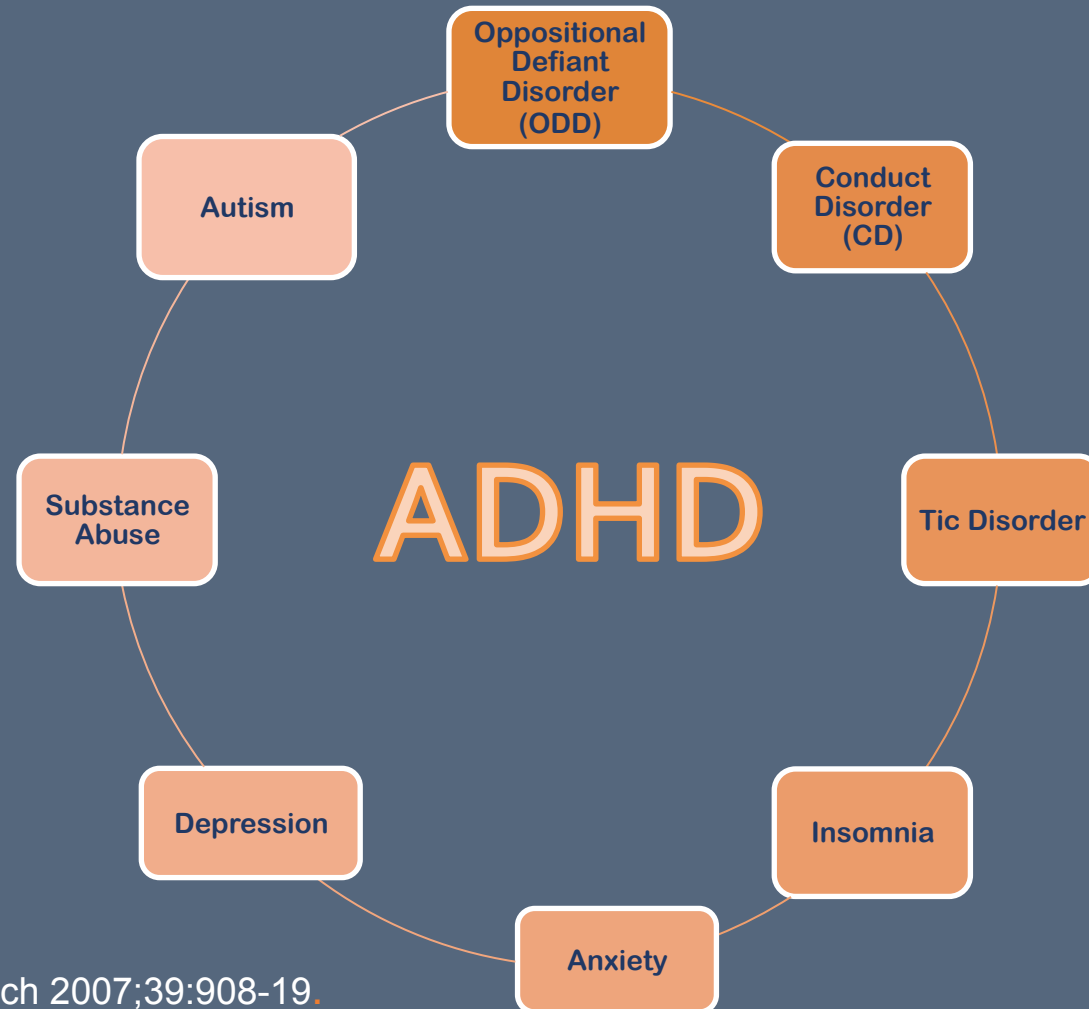 Oppositional
Defiant
Disorder
(ODD)
Conduct
Disorder
(CD)
Autism
ADHD
Substance
Abuse
Tic Disorder
Depression
Insomnia
Anxiety
ch 2007;39:908-19.